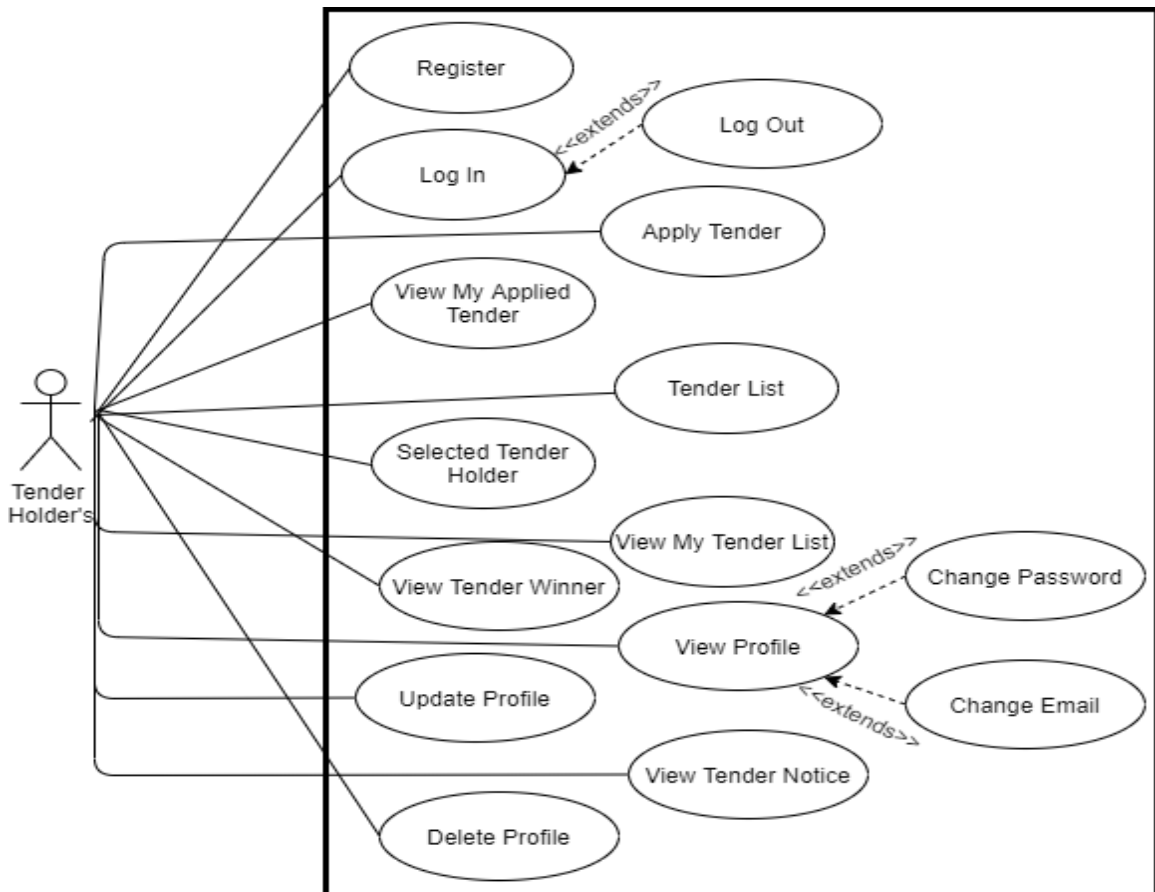 Register
<<extends>>
Log Out
Log In
Apply Tender
View My Applied
Tender
Tender List
Selected Tender
Holder
Tender
Holder's
View My Tender List
<<extends>>
Change Password
View Tender Winner
View Profile
Update Profile
<<extends>>
Change Email
View Tender Notice
Delete Profile